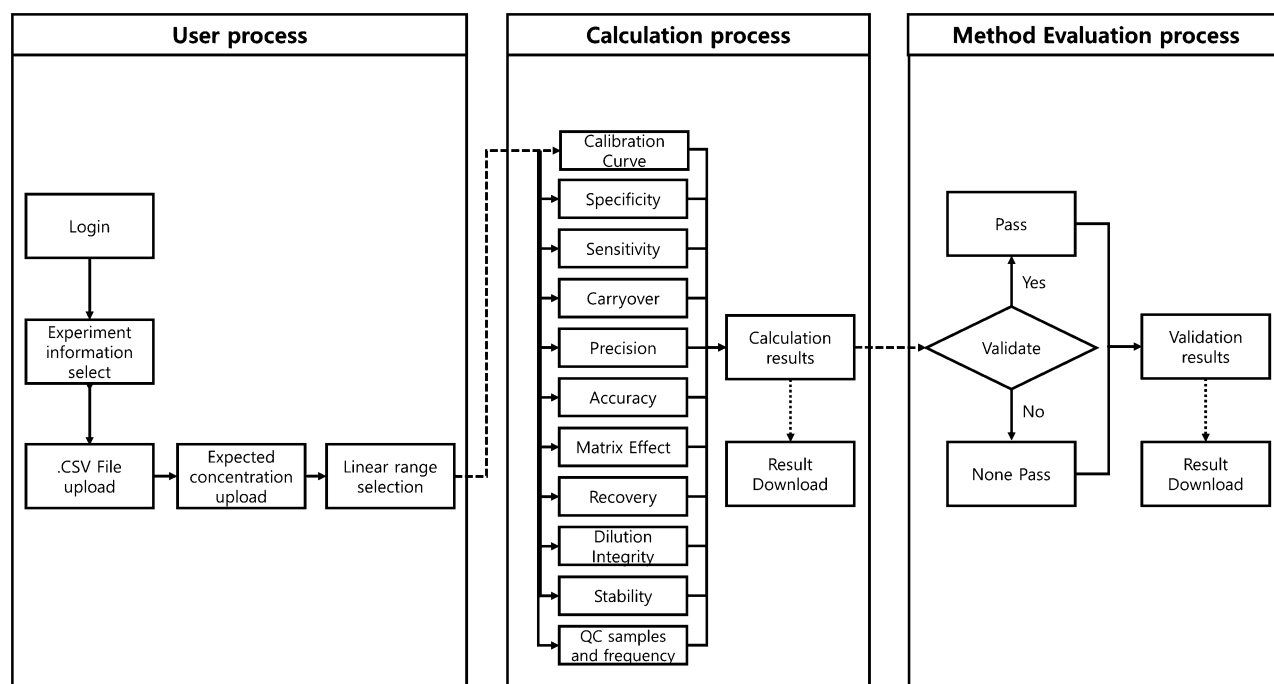 User process
Login
Experiment
information
select
.CSV File
upload
Expected
concentration
upload
Linear range
selection
Calculation process
Calibration
Curve
Specificity
Sensitivity
Carryover
Precision
Accuracy
Matrix Effect
Recovery
Dilution
Integrity
Stability
QC samples
and frequency
Calculation
results
Result
Download
Method Evaluation process
Pass
Yes
Validate
No
None Pass
Validation
results
Result
Download